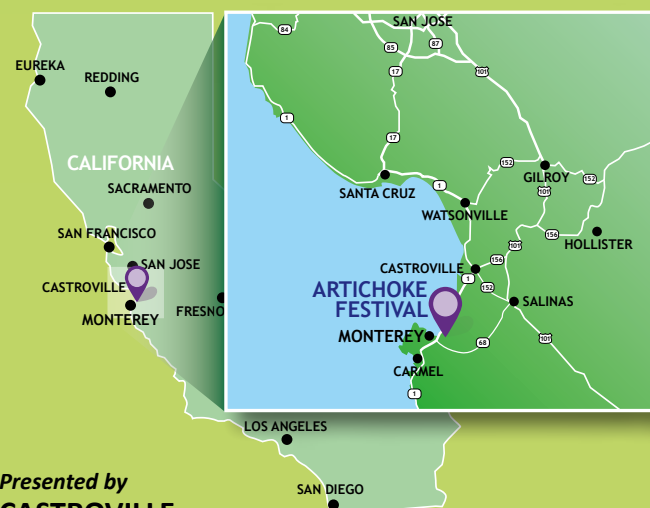 EUREKA
REDDING
CALIFORNIA
SACRAMENTO
SAN FRANCISCO
SAN JOSE
CASTROVILLE
MONTEREY
FRESNO
LOS ANGELES
SAN DIEGO
SAN JOSE
84
85
87
17
101
1
17
152
GILROY
152
101
SANTA CRUZ
1
WATSONVILLE
156
101
HOLLISTER
CASTROVILLE
156
1
152
ARTICHOKE
FESTIVAL
SALINAS
MONTEREY
68
101
CARMEL
1
Presented by
CASTROVILLE